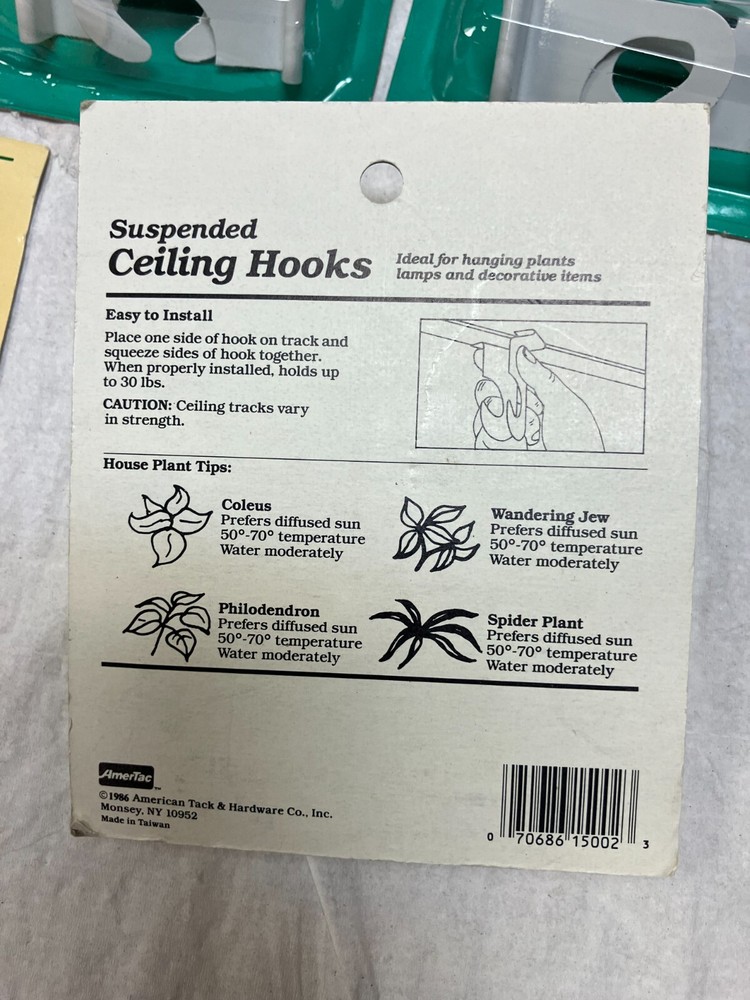 Suspended
Ceiling Hooks
Ideal for hanging plants
lamps and decorative items
Easy to Install
Place one side of hook on track and
squeeze sides of hook together.
When properly installed, holds up
to 30 lbs.
CAUTION: Ceiling tracks vary
in strength.
House Plant Tips:
Coleus
Prefers diffused sun
50°-70° temperature
Water moderately
Wandering Jew
Prefers diffused sun
50°-70° temperature
Water moderately
Philodendron
Prefers diffused sun
50°-70° temperature
Water moderately
Spider Plant
Prefers diffused sun
50°-70° temperature
Water moderately
AmerTac™
©1986 American Tack & Hardware Co., Inc.
Monsey, NY 10952
Made in Taiwan
0 70686 15002 3